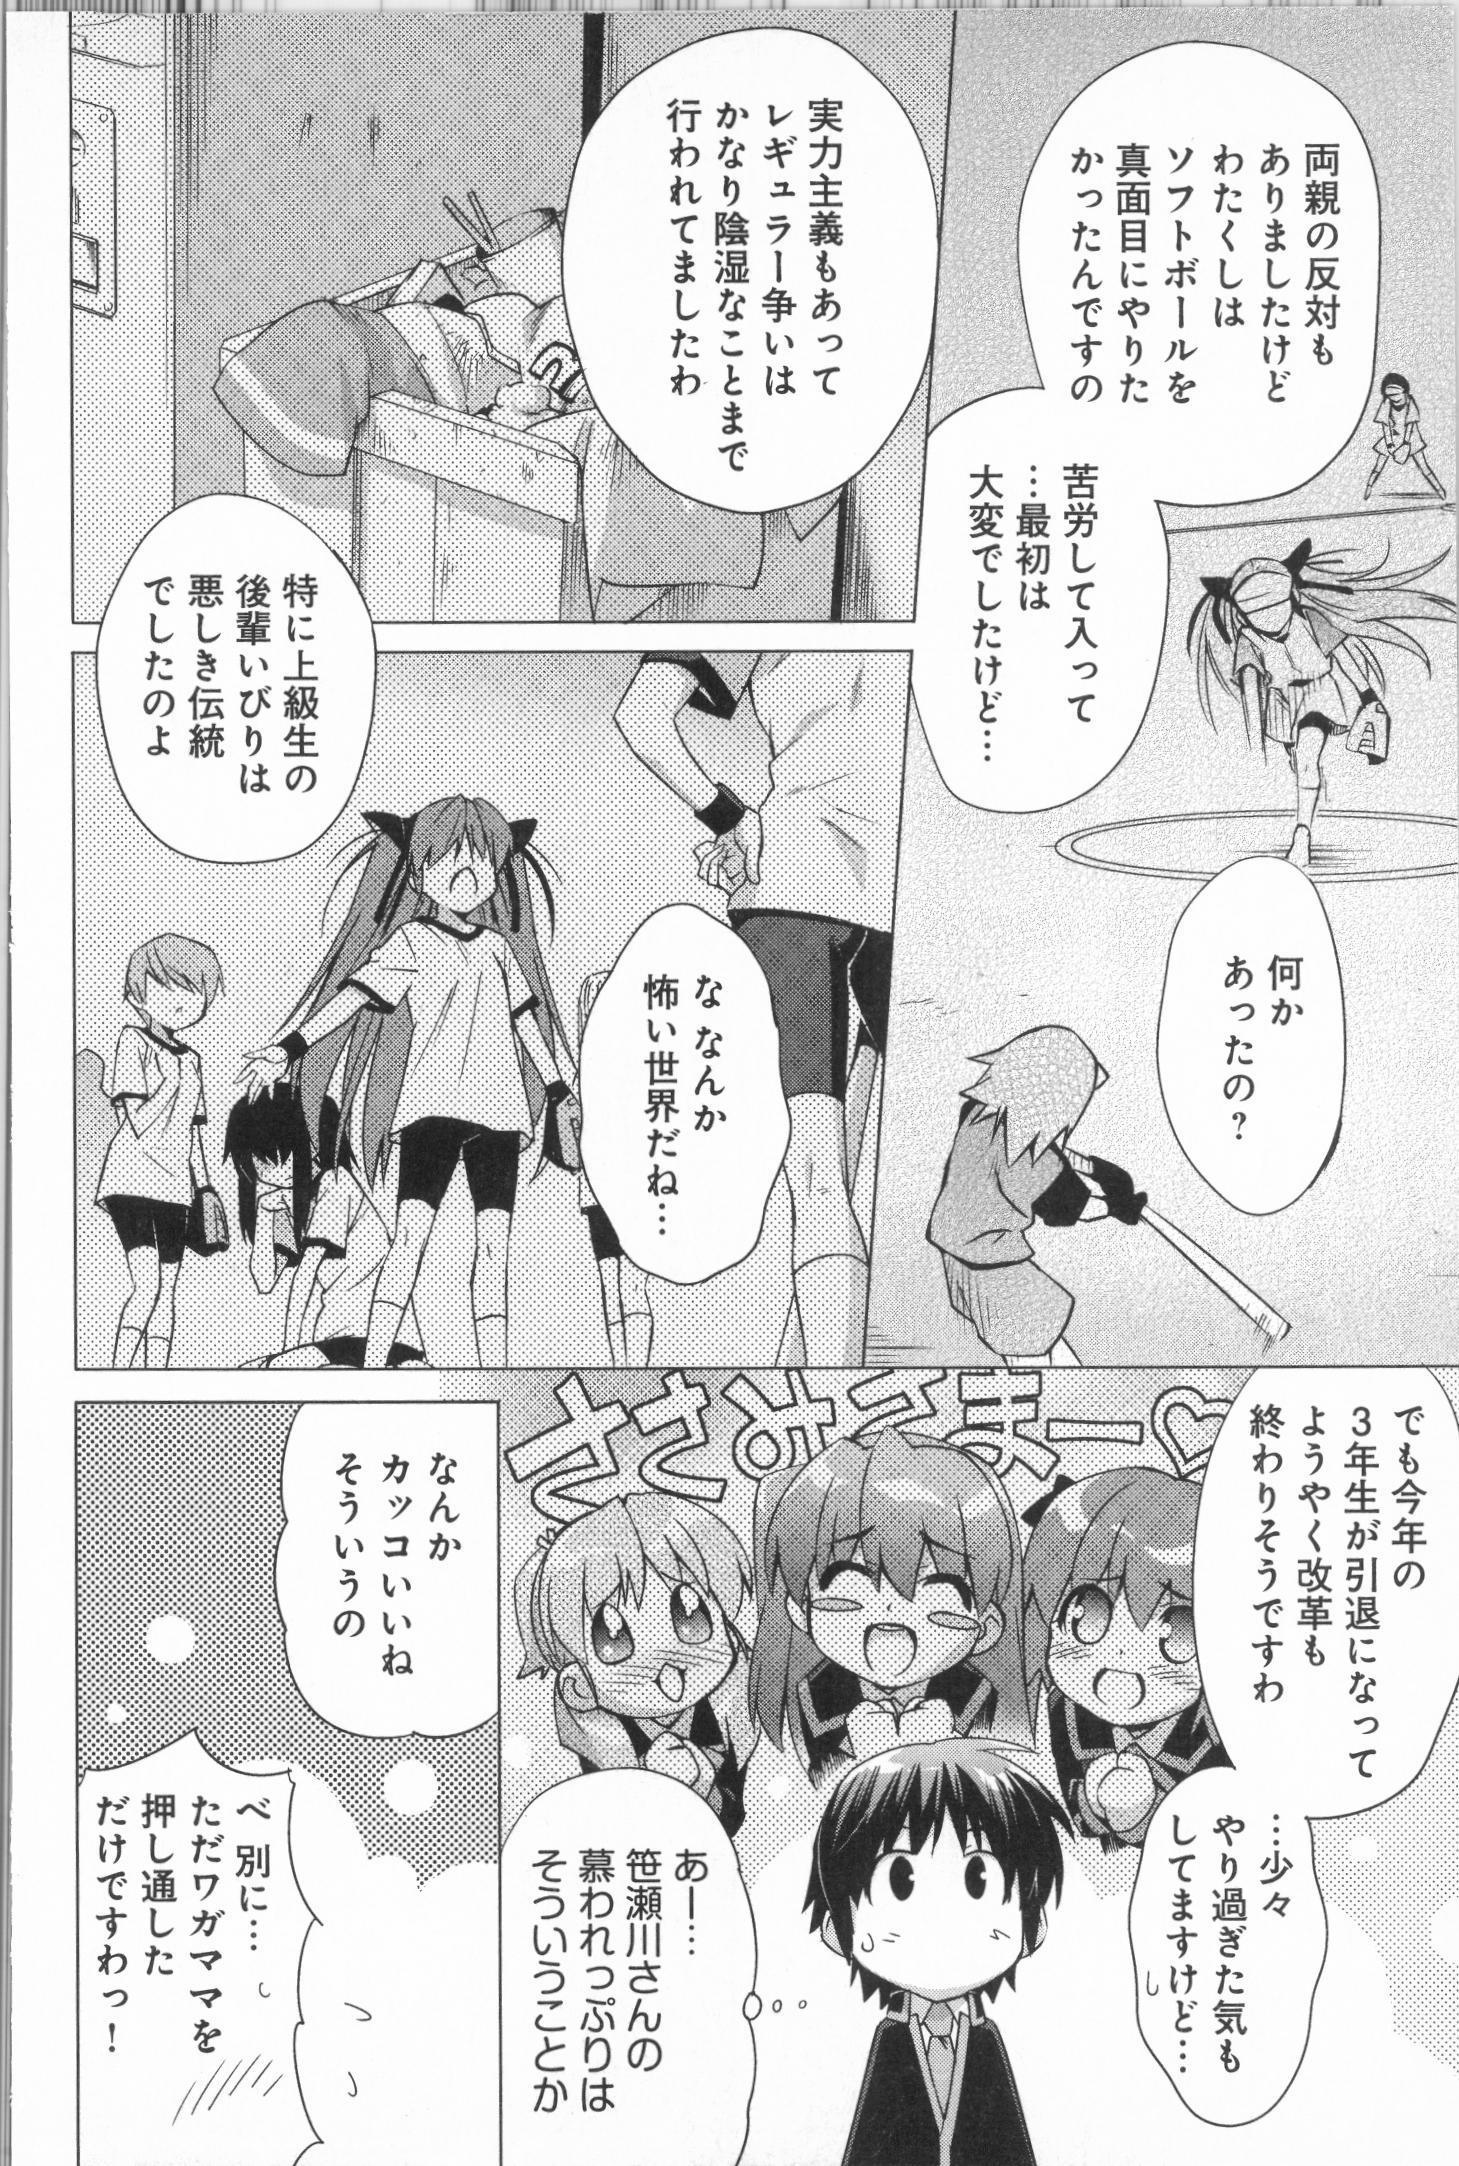 両親の反対も
ありましたけど
わたくしは
ソフトボールを
真面目にやりた
かったんですの
苦労して入って
…最初は
大変でしたけど…
何か
あったの?
実力主義もあって
レギュラー争いは
かなり陰湿なことまで
行われてましたわ
特に上級生の
後輩いびりは
悪しき伝統
でしたのよ
な なんか
怖い世界だね…
でも今年の
3年生が引退になって
ようやく改革も
終わりそうですわ
…少々
やり過ぎた気も
してますけど…
ささみさまー♡
あー…
笹瀬川さんの
慕われっぷりは
そういうことか
なんか
カッコいいね
そういうの
べ 別に…
ただワガママを
押し通した
だけですわっ!